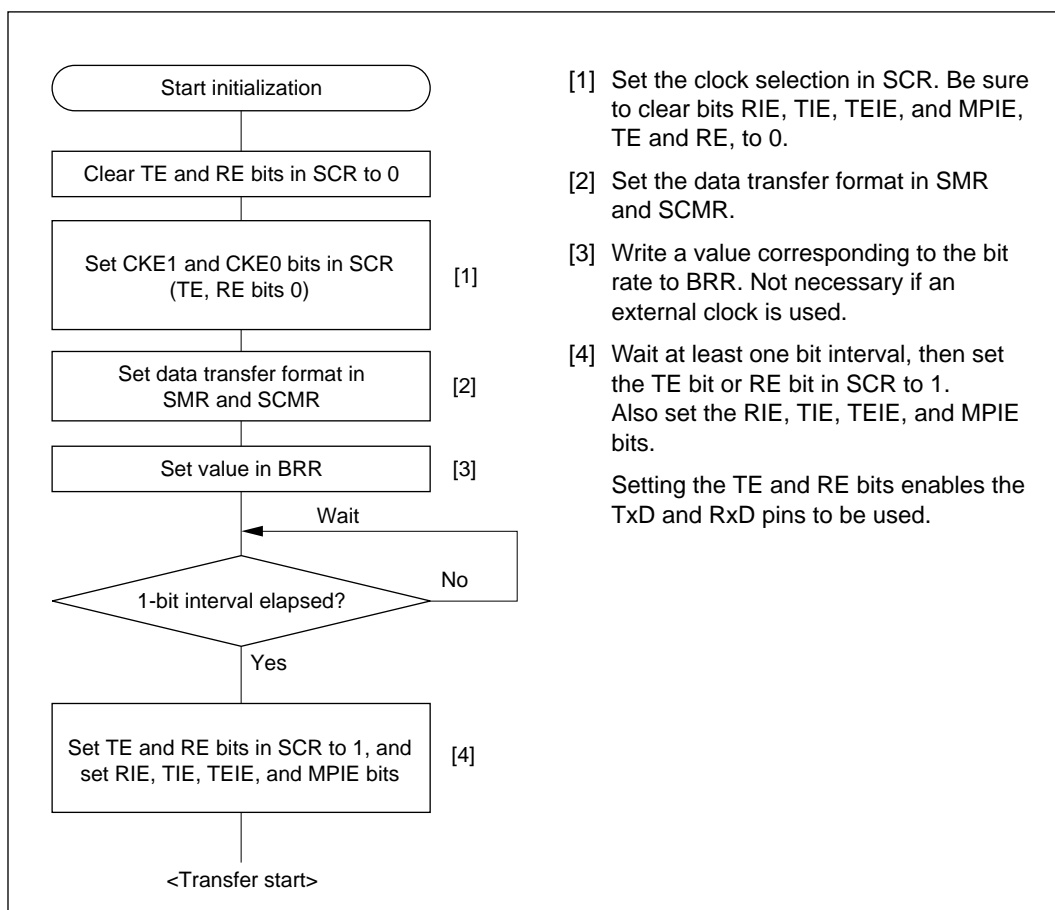 Start initialization
Clear TE and RE bits in SCR to 0
Set CKE1 and CKE0 bits in SCR
(TE, RE bits 0)
[1]
Set data transfer format in
SMR and SCMR
[2]
Set value in BRR
[3]
Wait
No
1-bit interval elapsed?
Yes
Set TE and RE bits in SCR to 1, and
set RIE, TIE, TEIE, and MPIE bits
[4]
<Transfer start>
[1] Set the clock selection in SCR. Be sure
to clear bits RIE, TIE, TEIE, and MPIE,
TE and RE, to 0.
[2] Set the data transfer format in SMR
and SCMR.
[3] Write a value corresponding to the bit
rate to BRR. Not necessary if an
external clock is used.
[4] Wait at least one bit interval, then set
the TE bit or RE bit in SCR to 1.
Also set the RIE, TIE, TEIE, and MPIE
bits.
Setting the TE and RE bits enables the
TxD and RxD pins to be used.